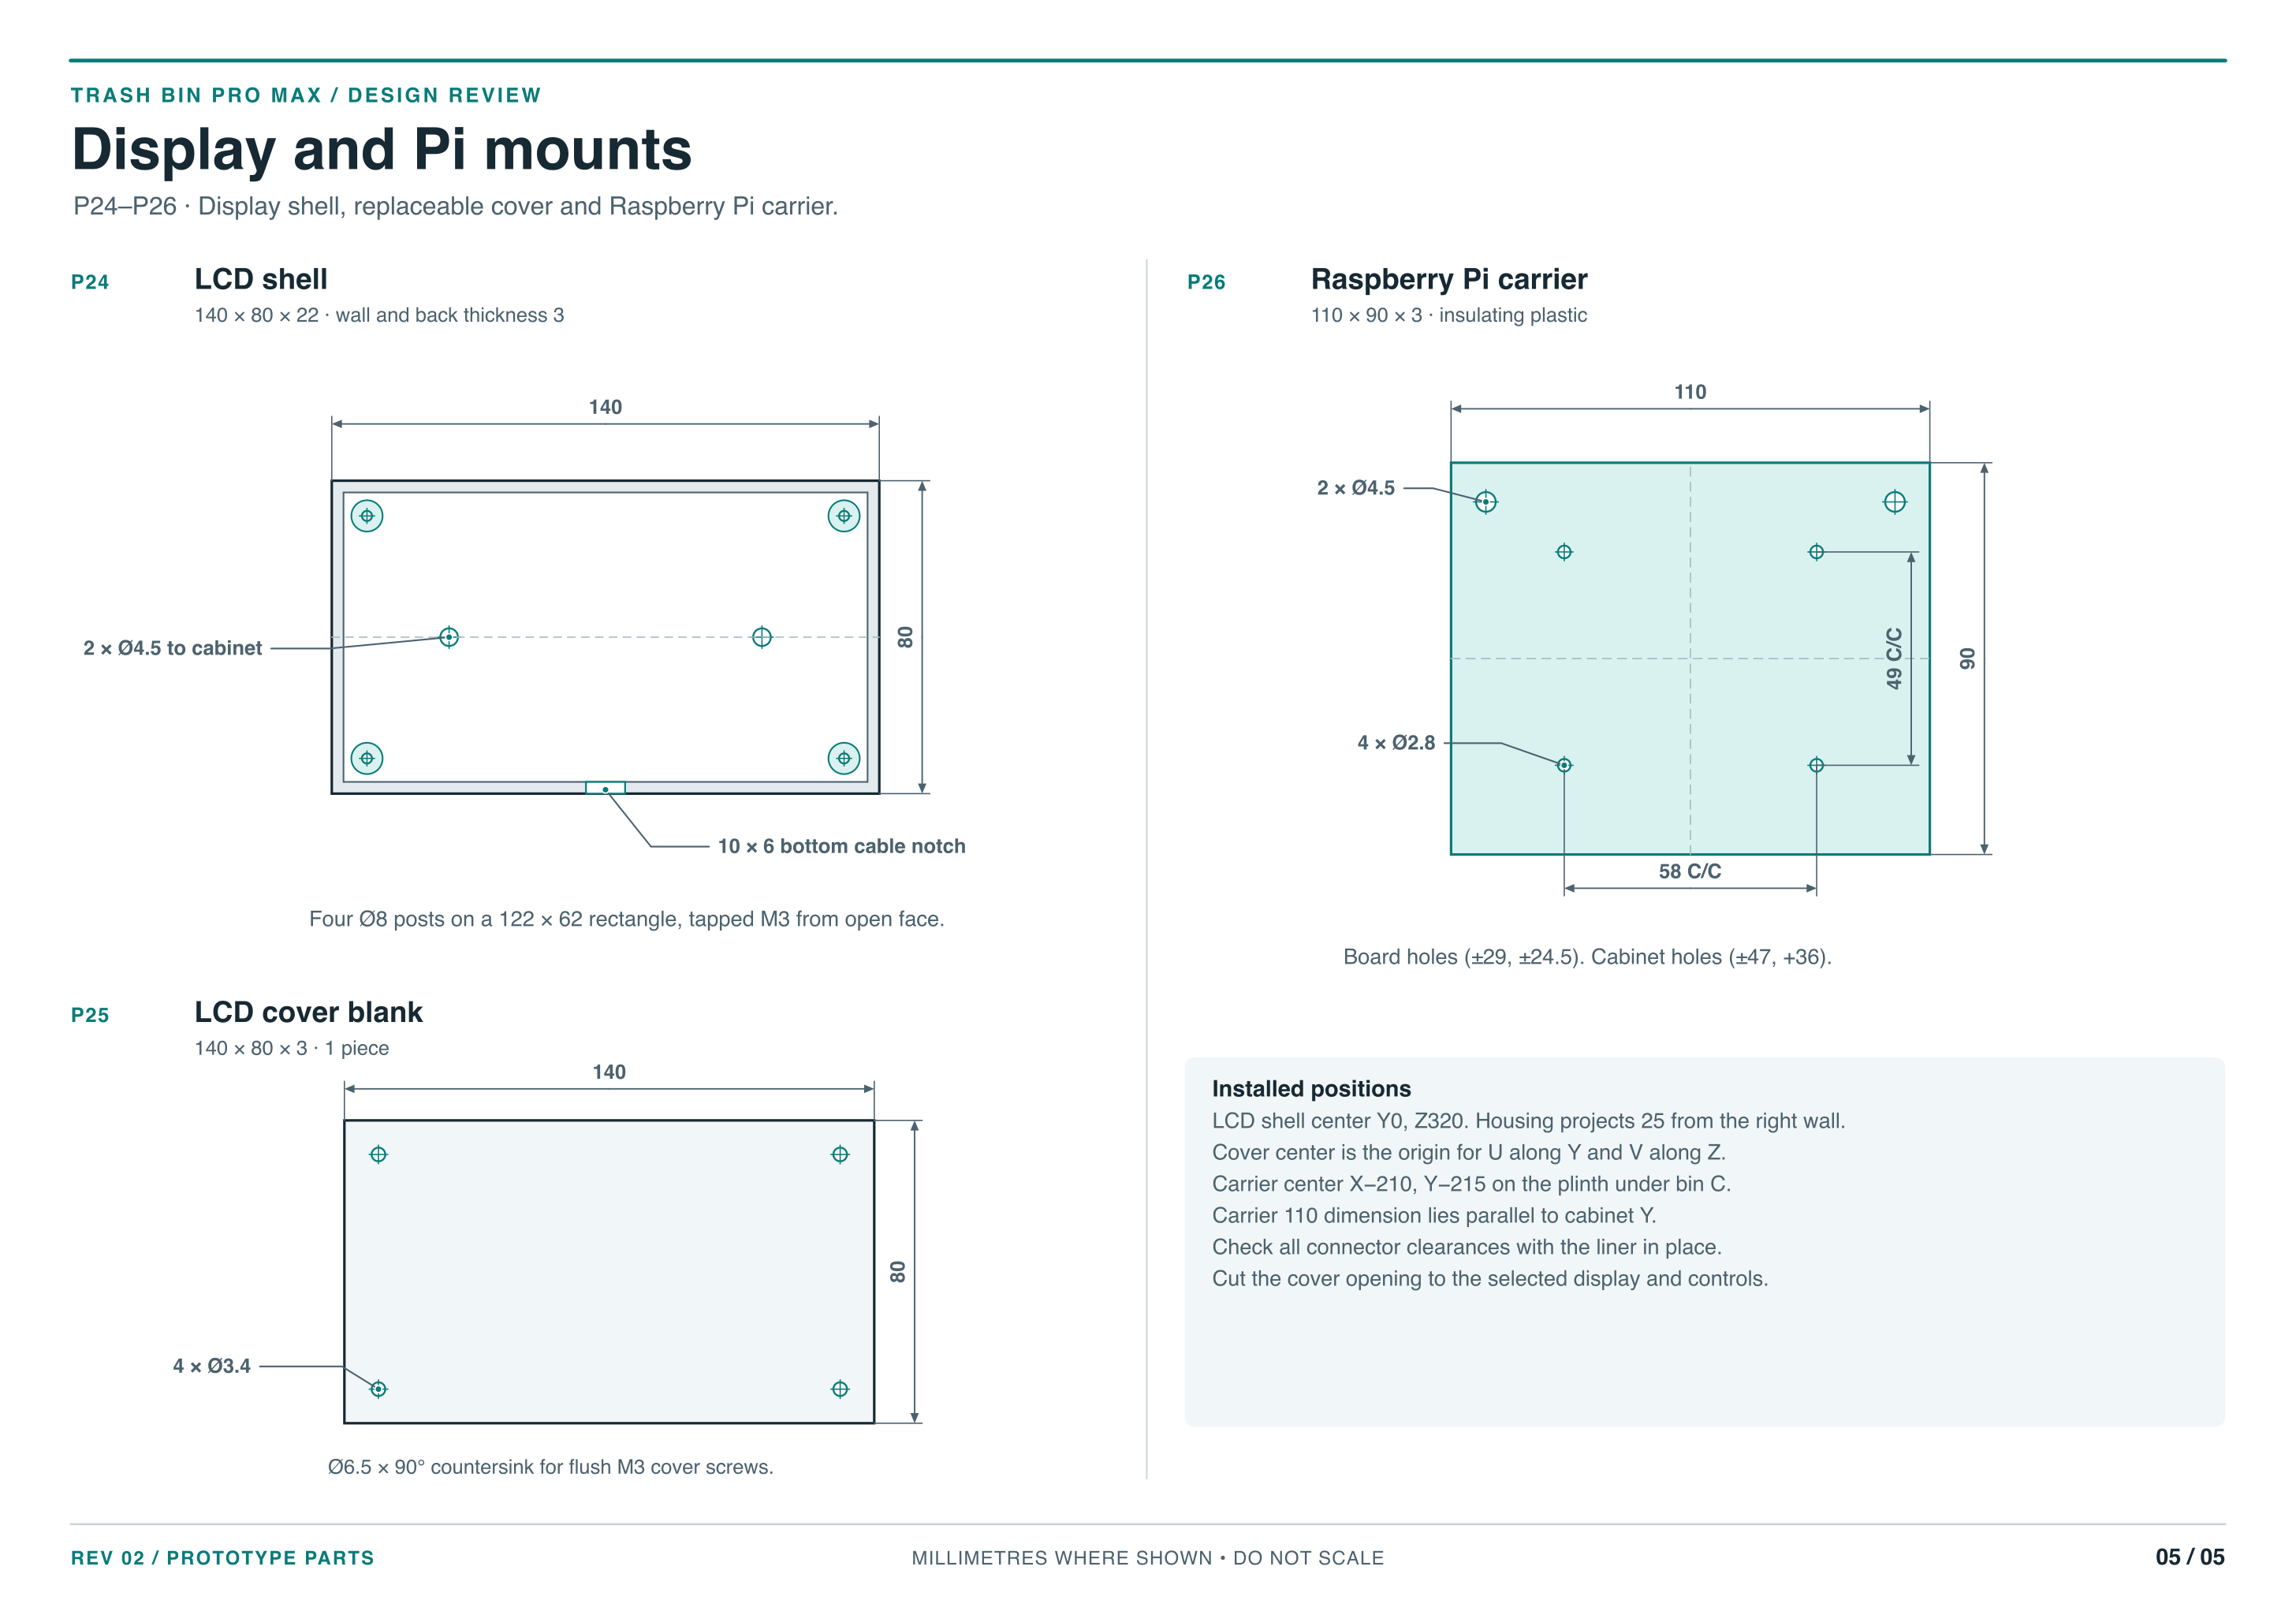 TRASH BIN PRO MAX / DESIGN REVIEW
Display and Pi mounts
P24–P26 · Display shell, replaceable cover and Raspberry Pi carrier.
P24
LCD shell
140 × 80 × 22 · wall and back thickness 3
140
80
2 × Ø4.5 to cabinet
10 × 6 bottom cable notch
Four Ø8 posts on a 122 × 62 rectangle, tapped M3 from open face.
P25
LCD cover blank
140 × 80 × 3 · 1 piece
140
80
4 × Ø3.4
Ø6.5 × 90° countersink for flush M3 cover screws.
P26
Raspberry Pi carrier
110 × 90 × 3 · insulating plastic
110
2 × Ø4.5
49 C/C
90
4 × Ø2.8
58 C/C
Board holes (±29, ±24.5). Cabinet holes (±47, +36).
Installed positions
LCD shell center Y0, Z320. Housing projects 25 from the right wall.
Cover center is the origin for U along Y and V along Z.
Carrier center X−210, Y−215 on the plinth under bin C.
Carrier 110 dimension lies parallel to cabinet Y.
Check all connector clearances with the liner in place.
Cut the cover opening to the selected display and controls.
REV 02 / PROTOTYPE PARTS
MILLIMETRES WHERE SHOWN • DO NOT SCALE
05 / 05